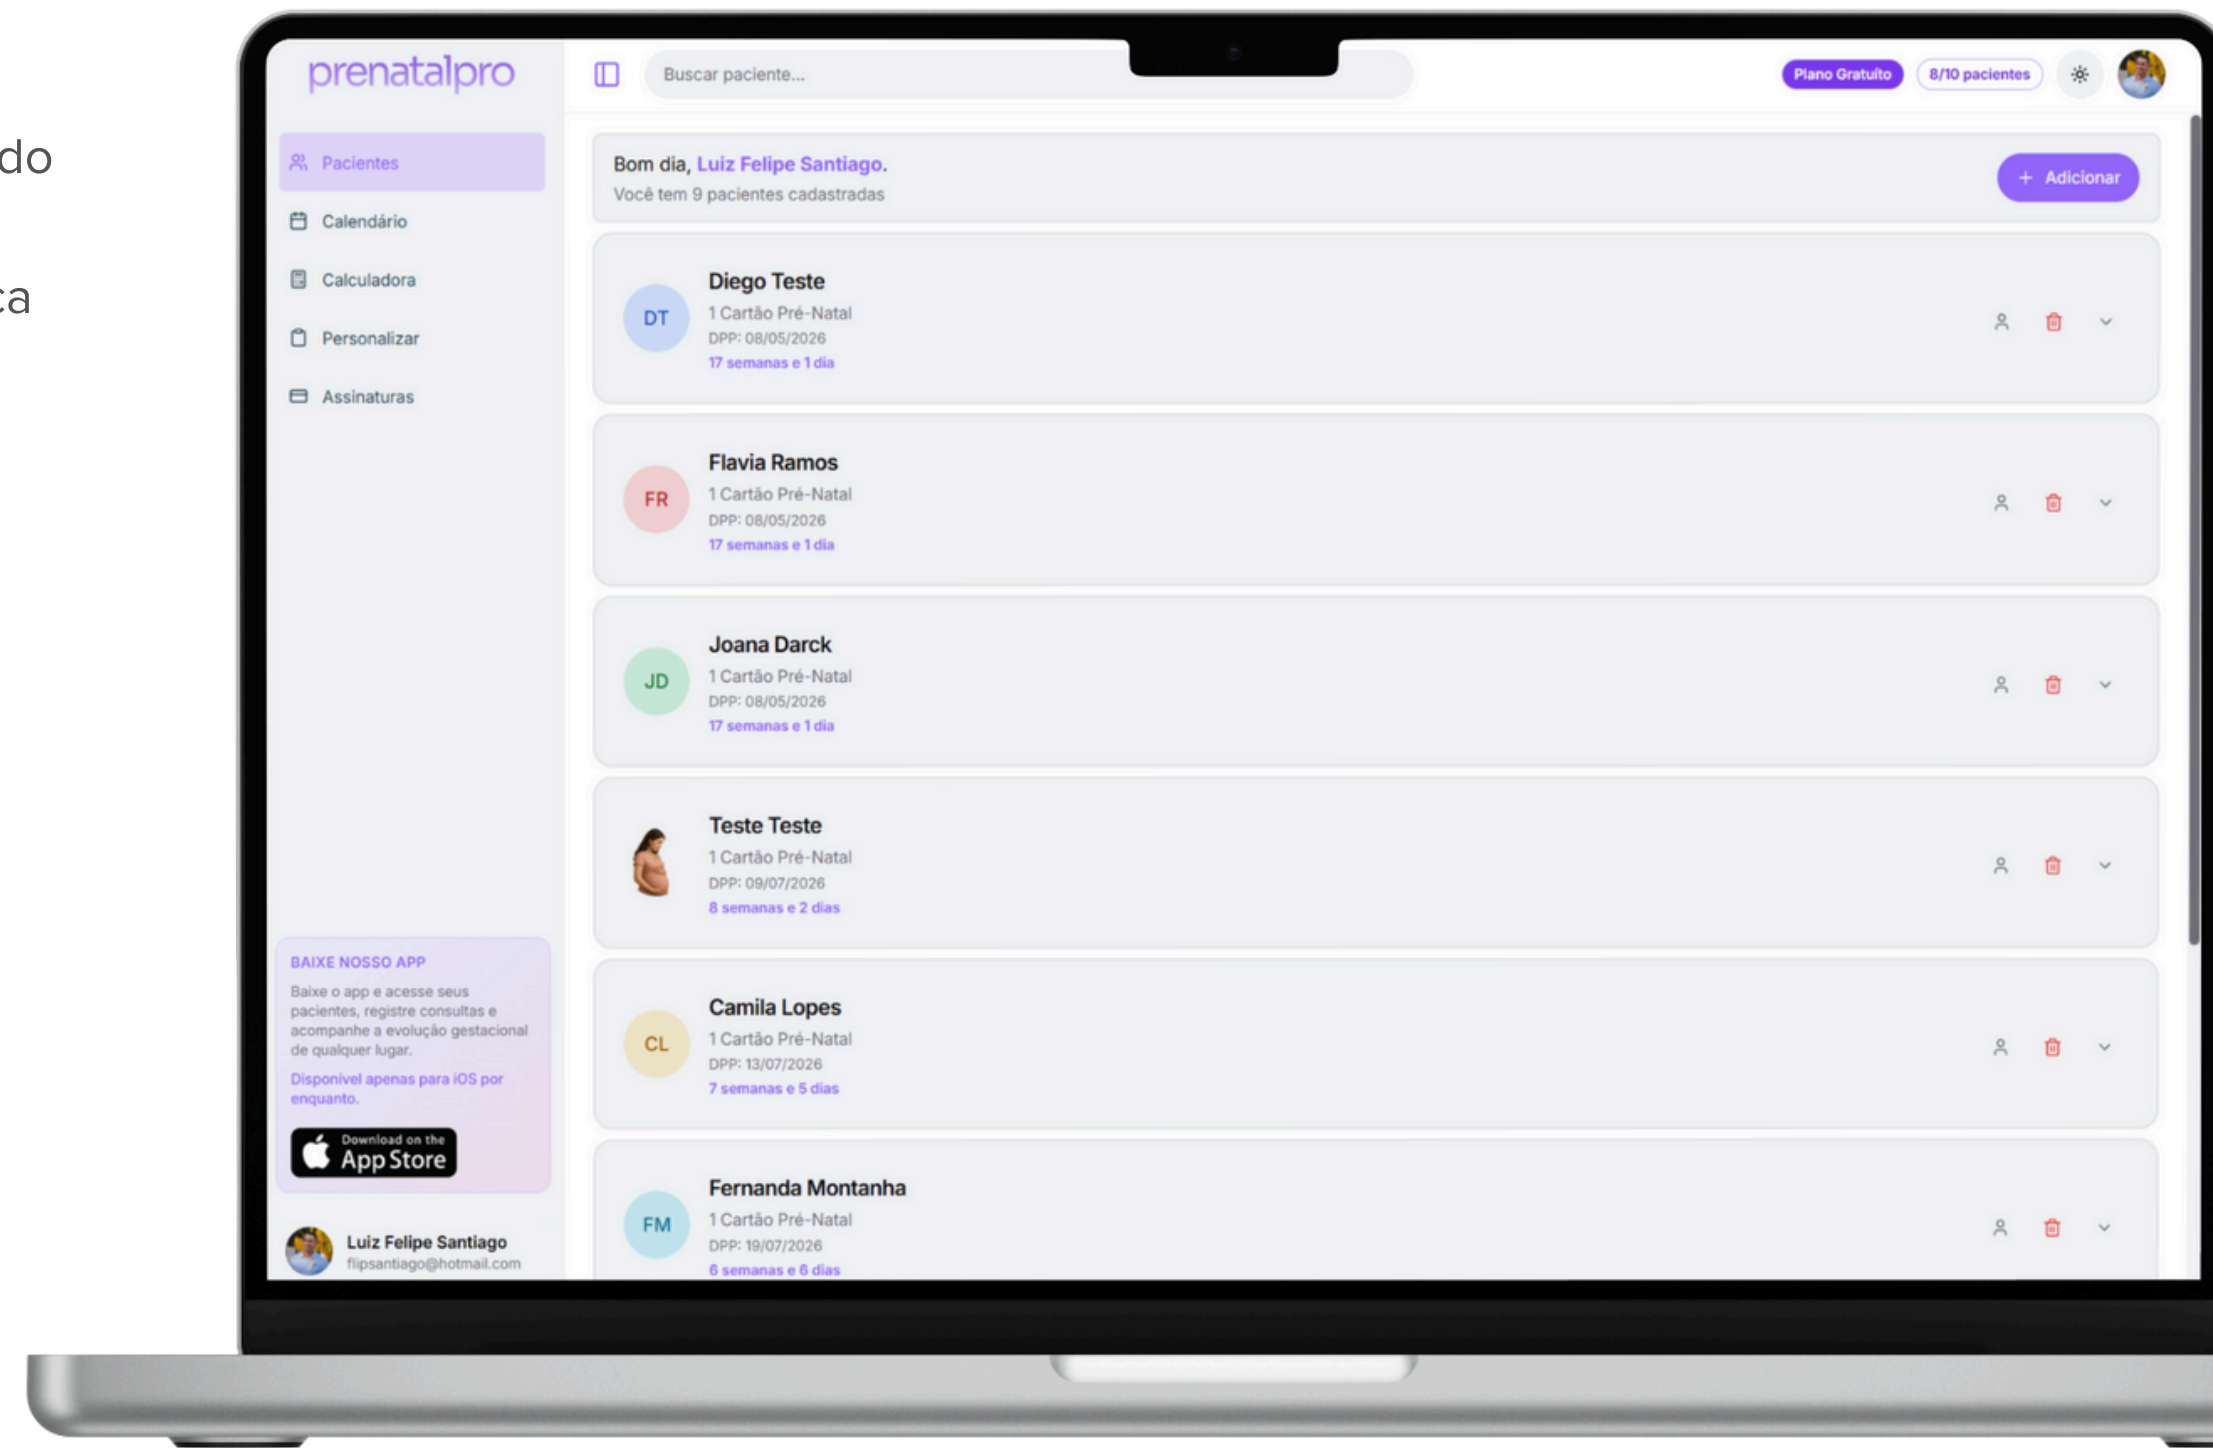 do
ca
prenatalpro
Buscar paciente...
Plano Gratuito
8/10 pacientes
Pacientes
Calendário
Calculadora
Personalizar
Assinaturas
Bom dia, Luiz Felipe Santiago.
Você tem 9 pacientes cadastradas
+ Adicionar
DT
Diego Teste
1 Cartão Pré-Natal
DPP: 08/05/2026
17 semanas e 1 dia
FR
Flavia Ramos
1 Cartão Pré-Natal
DPP: 08/05/2026
17 semanas e 1 dia
JD
Joana Darck
1 Cartão Pré-Natal
DPP: 08/05/2026
17 semanas e 1 dia
Teste Teste
1 Cartão Pré-Natal
DPP: 09/07/2026
8 semanas e 2 dias
CL
Camila Lopes
1 Cartão Pré-Natal
DPP: 13/07/2026
7 semanas e 5 dias
FM
Fernanda Montanha
1 Cartão Pré-Natal
DPP: 19/07/2026
6 semanas e 6 dias
BAIXE NOSSO APP
Baixe o app e acesse seus
pacientes, registre consultas e
acompanhe a evolução gestacional
de qualquer lugar.
Disponível apenas para iOS por
enquanto.
Download on the
App Store
Luiz Felipe Santiago
flipsantiago@hotmail.com